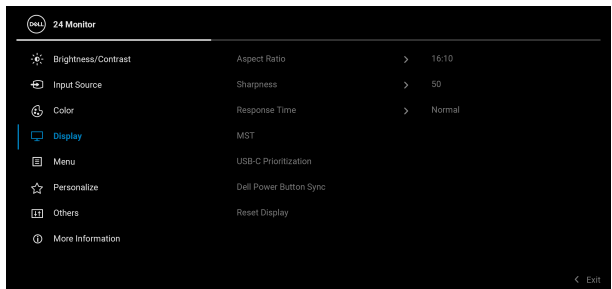 DELL 24 Monitor
Brightness/Contrast Aspect Ratio > 16:10
Input Source Sharpness > 50
Color Response Time > Normal
Display MST
Menu USB-C Prioritization
Personalize Dell Power Button Sync
Others Reset Display
More Information
< Exit